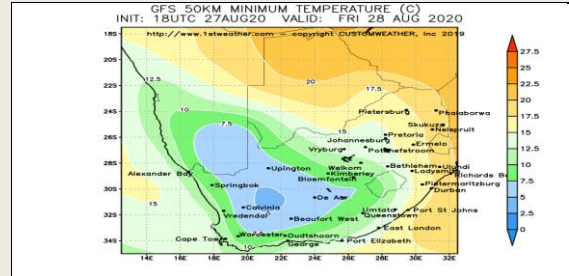 GFS 50KM MINIMUM TEMPERATURE (C)
INIT: 18UTC 27AUG20 VALID: FRI 28 AUG 2020
http://www.1stweather.com – copyright CUSTOMWEATHER, Inc 2019
18S
20S
22S
24S
26S
28S
30S
32S
34S
14E 16E 18E 20E 22E 24E 26E 28E 30E 32E
12.5
10
7.5
20
17.5
15
15
7.5
10
Pietersburg
Phalaborwa
Skukuza
Nelspruit
Pretoria
Johannesburg
Ermelo
Vryburg
Potchefstroom
Welkom
Bethlehem
Ulundi
Ladysmith
Upington
Kimberley
Richards B
Bloemfontein
Alexander Bay
Pietermaritzburg
Springbok
Durban
De Aar
Calvinia
Umtata
Port St Johns
Vredendal
Queenstown
Beaufort West
East London
Worcester
Oudtshoorn
Cape Town
George
Port Elizabeth
27.5
25
22.5
20
17.5
15
12.5
10
7.5
5
2.5
0